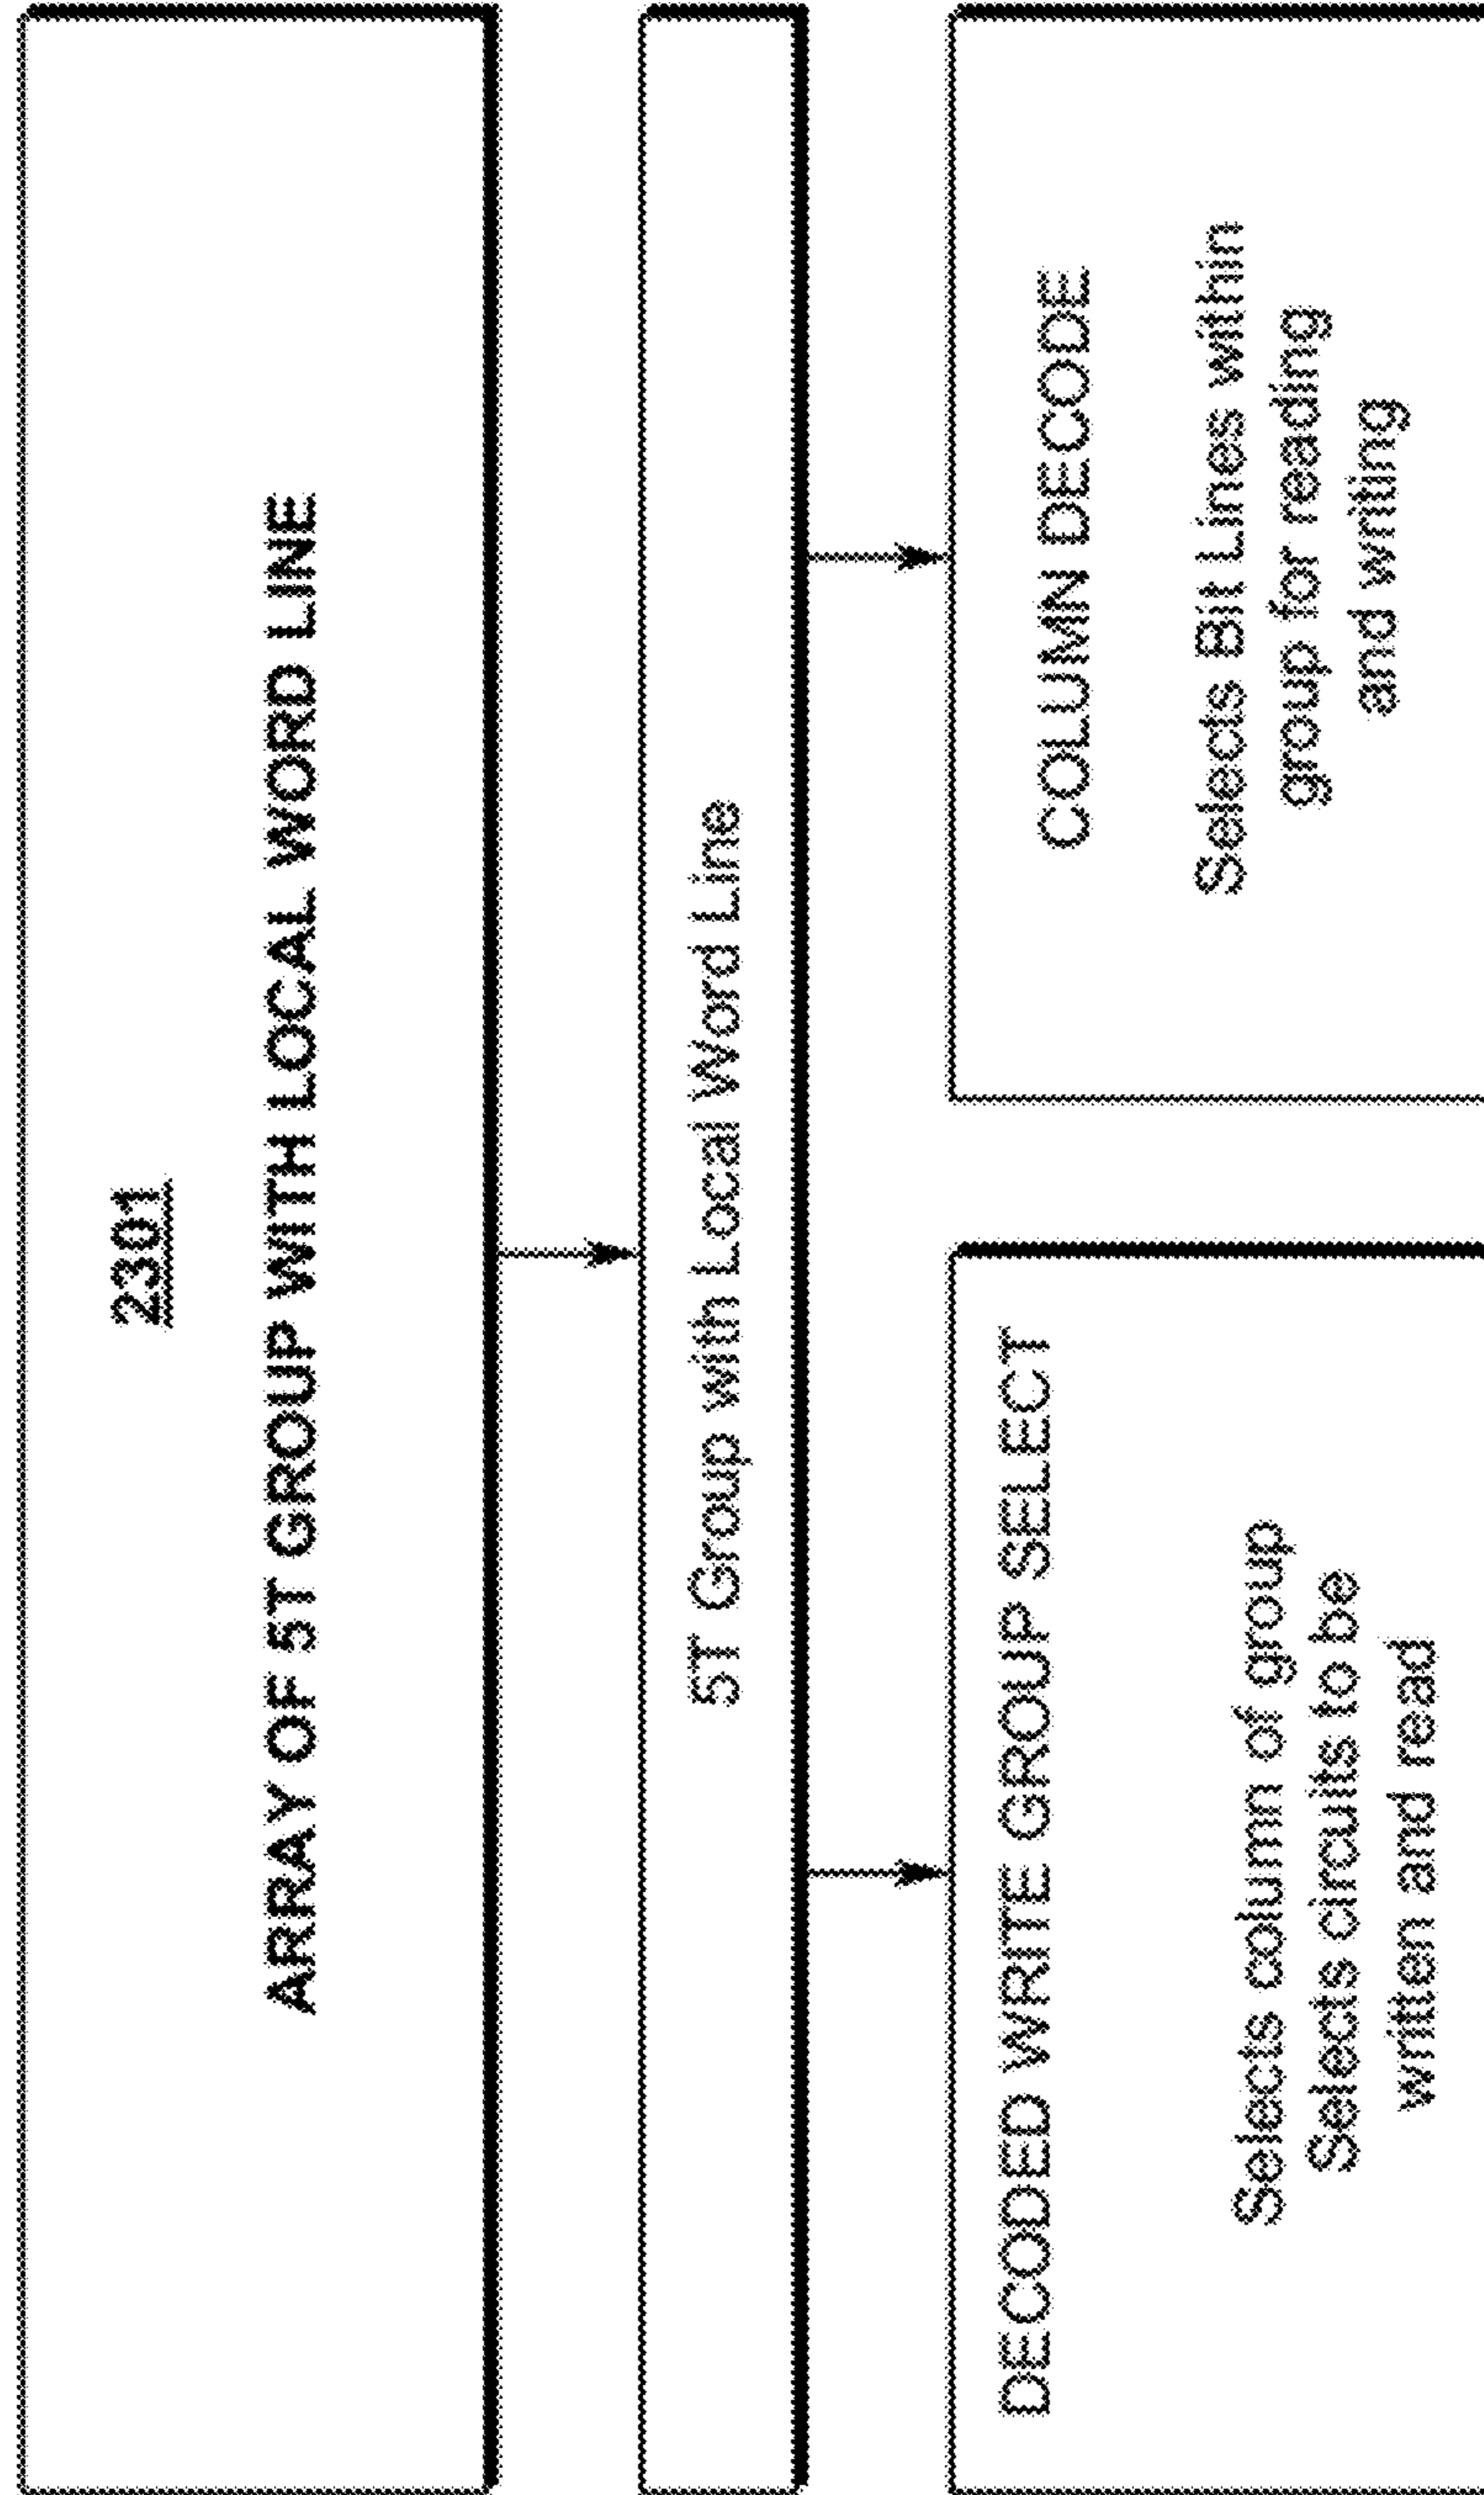 2301
ARRAY OF 5T GROUP WITH LOCAL WORD LINE
5T Group with Local Word Line
DECODED WRITE GROUP SELECT
Selects column of group
Selects circuits to be
written and read
COLUMN DECODE
Selects Bit Lines within
group for reading
and writing